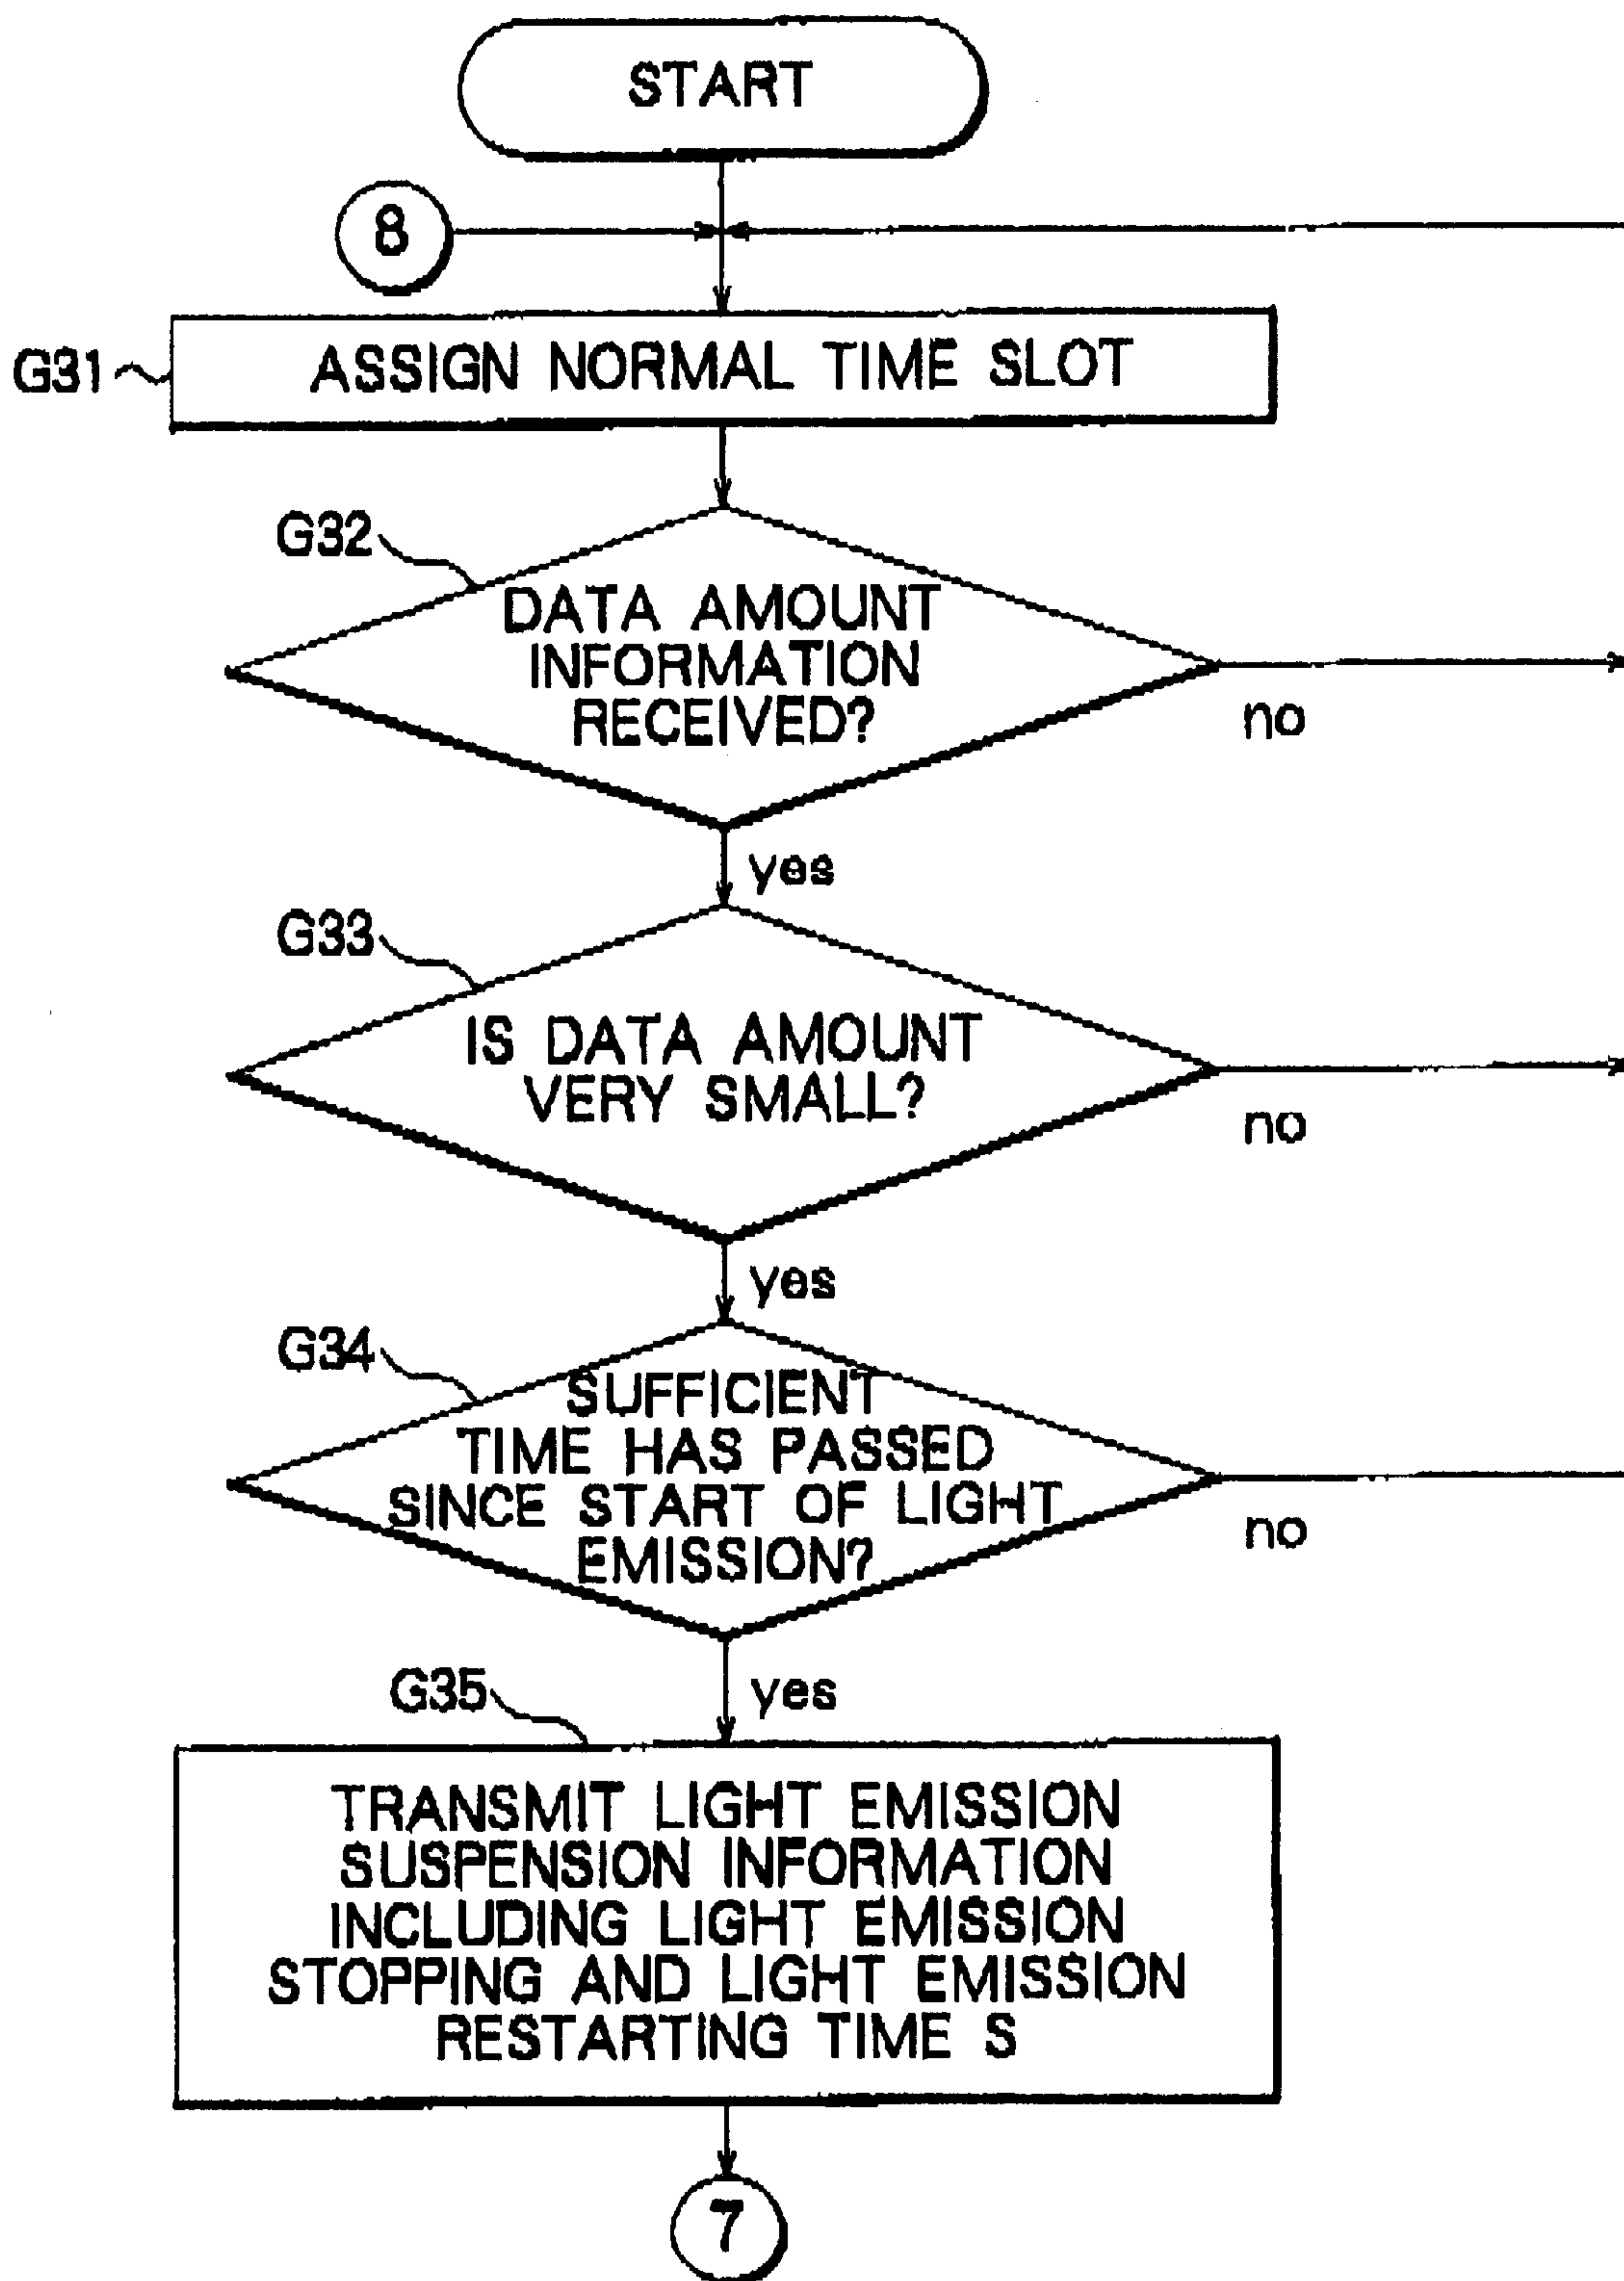 START
8
G31
ASSIGN NORMAL TIME SLOT
G32
DATA AMOUNT
INFORMATION
RECEIVED?
no
yes
G33
IS DATA AMOUNT
VERY SMALL?
no
yes
G34
SUFFICIENT
TIME HAS PASSED
SINCE START OF LIGHT
EMISSION?
no
yes
G35
TRANSMIT LIGHT EMISSION
SUSPENSION INFORMATION
INCLUDING LIGHT EMISSION
STOPPING AND LIGHT EMISSION
RESTARTING TIME S
7